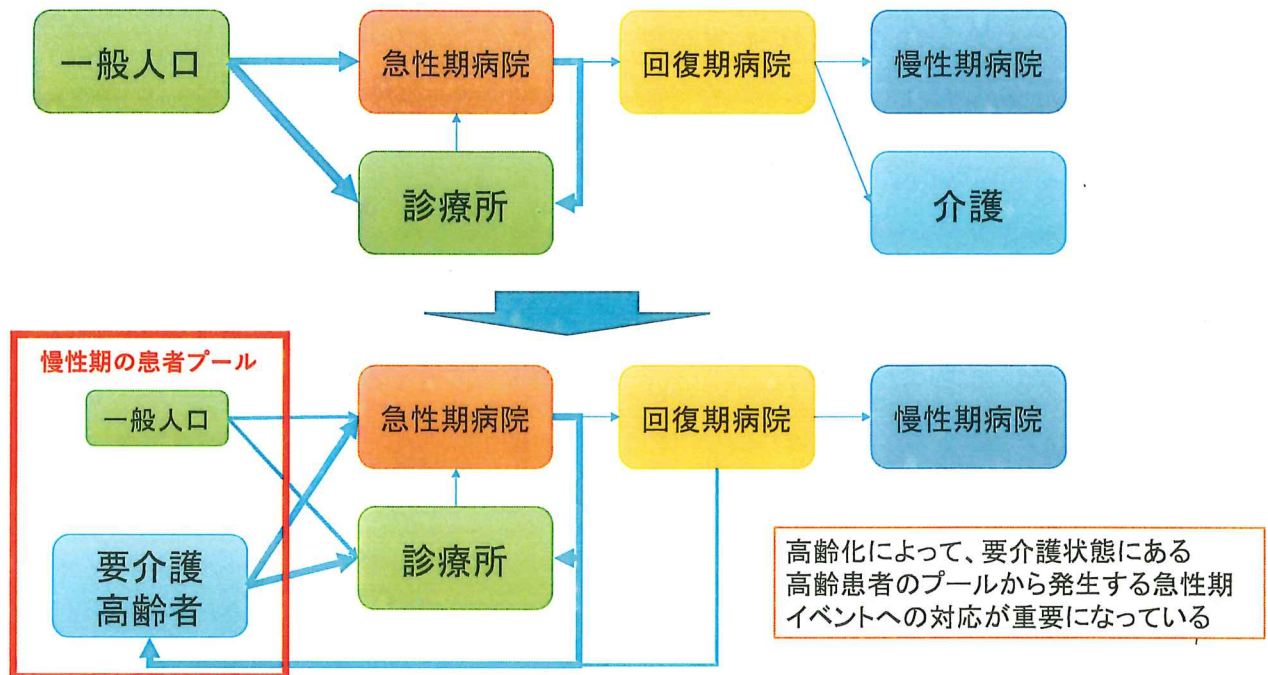 一般人口
急性期病院
回復期病院
慢性期病院
診療所
介護
慢性期の患者プール
一般人口
急性期病院
回復期病院
慢性期病院
要介護
高齢者
診療所
高齢化によって、要介護状態にある
高齢患者のプールから発生する急性期
イベントへの対応が重要になっている